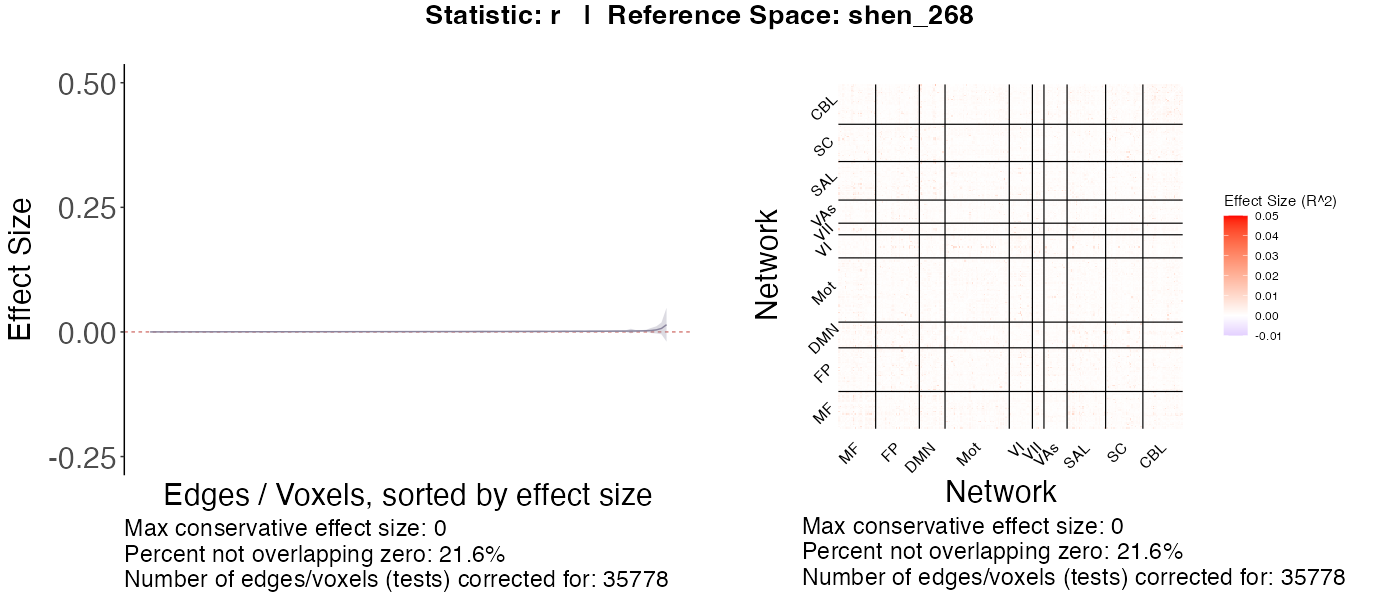 Statistic: r | Reference Space: shen_268
0.50
0.25
0.00
-0.25
Effect Size
Edges / Voxels, sorted by effect size
Max conservative effect size: 0
Percent not overlapping zero: 21.6%
Number of edges/voxels (tests) corrected for: 35778
Network
CBL
SC
SAL
VAs
VII
VI
Mot
DMN
FP
MF
MF
FP
DMN
Mot
VI
VII
VAs
SAL
SC
CBL
Network
Max conservative effect size: 0
Percent not overlapping zero: 21.6%
Number of edges/voxels (tests) corrected for: 35778
Effect Size (R^2)
0.05
0.04
0.03
0.02
0.01
0.00
-0.01